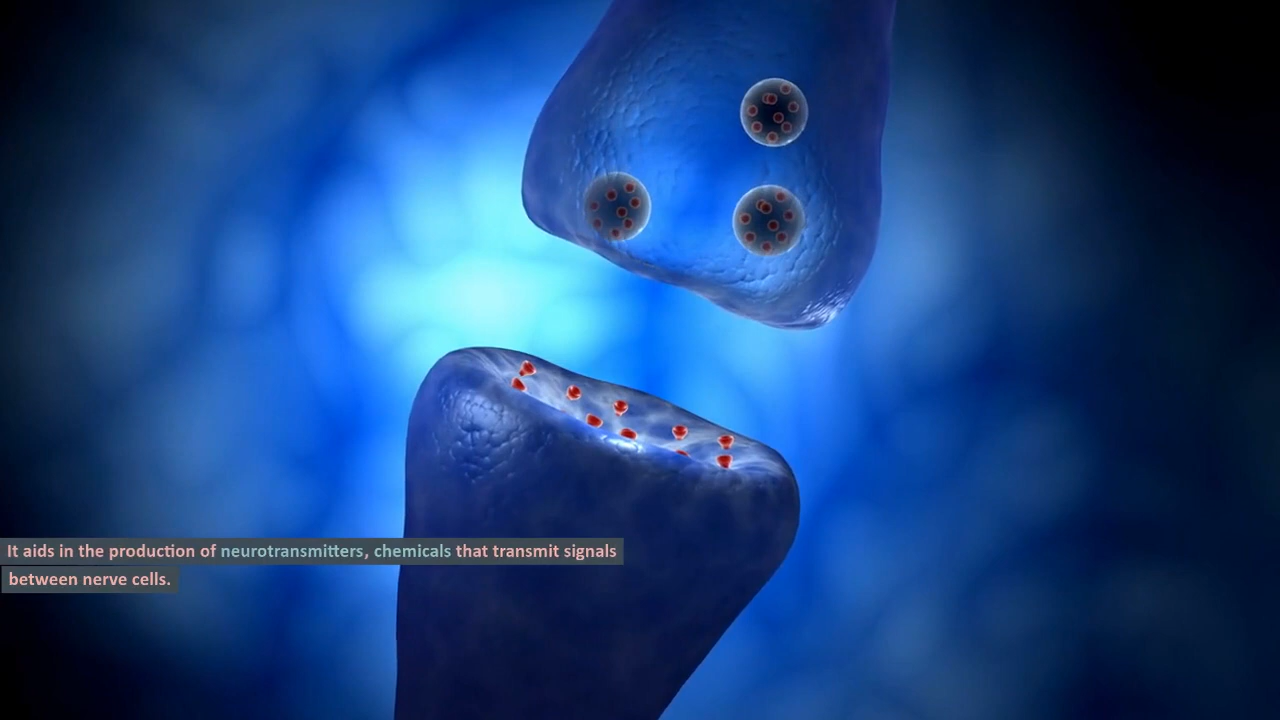 It aids in the production of neurotransmitters, chemicals that transmit signals
between nerve cells.